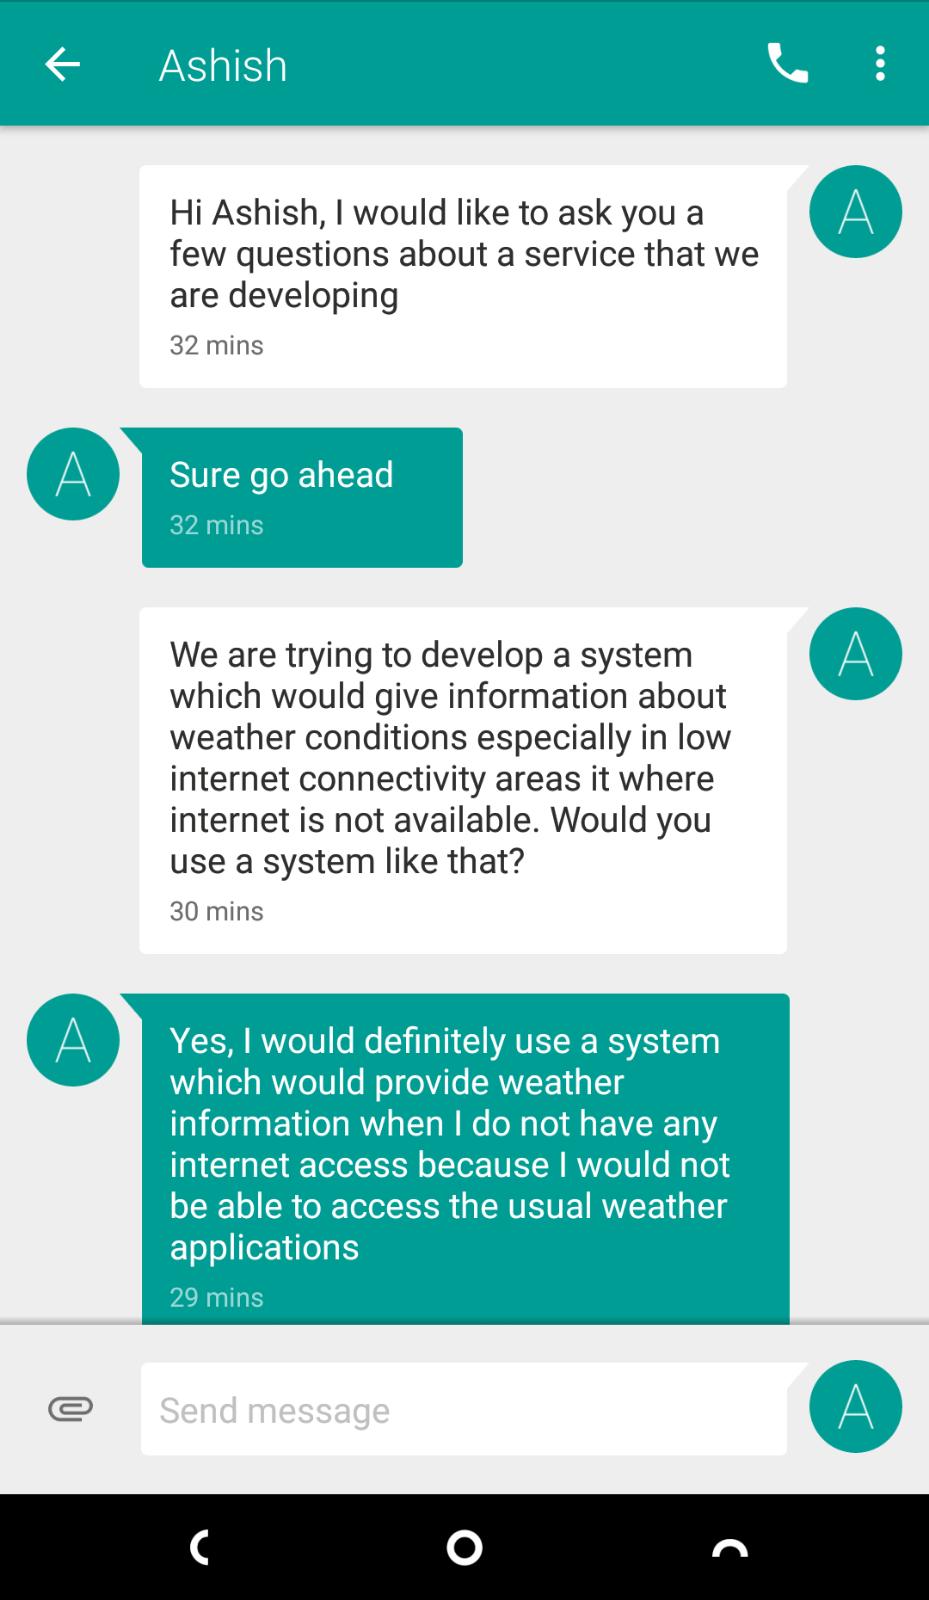 Ashish
Hi Ashish, I would like to ask you a
few questions about a service that we
are developing
32 mins
A
A
Sure go ahead
32 mins
We are trying to develop a system
which would give information about
weather conditions especially in low
internet connectivity areas it where
internet is not available. Would you
use a system like that?
30 mins
A
A
Yes, I would definitely use a system
which would provide weather
information when I do not have any
internet access because I would not
be able to access the usual weather
applications
29 mins
Send message
A